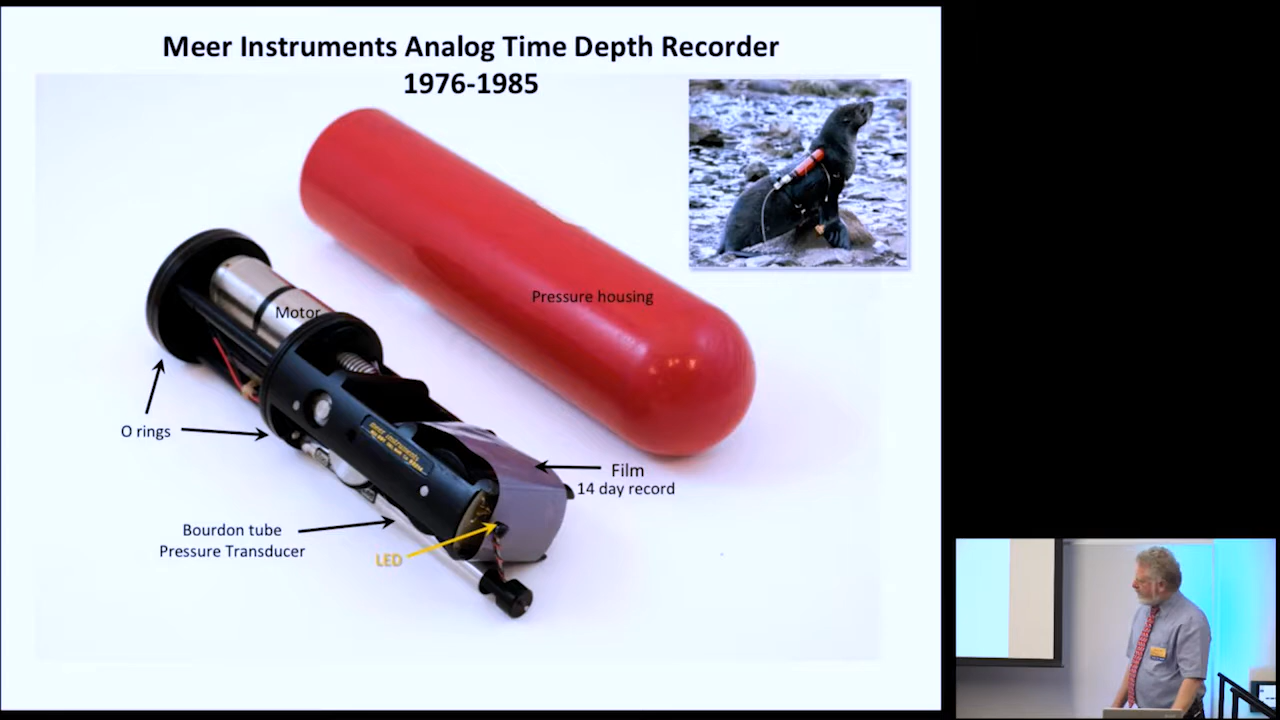 Meer Instruments Analog Time Depth Recorder
1976-1985
Pressure housing
Motor
O rings
Film
14 day record
Bourdon tube
Pressure Transducer
LED